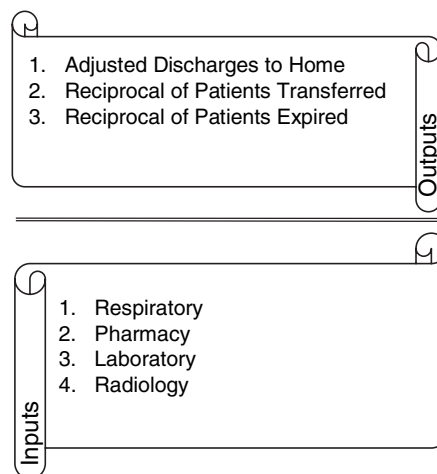 1. Adjusted Discharges to Home
2. Reciprocal of Patients Transferred
3. Reciprocal of Patients Expired
Outputs
1. Respiratory
2. Pharmacy
3. Laboratory
4. Radiology
Inputs